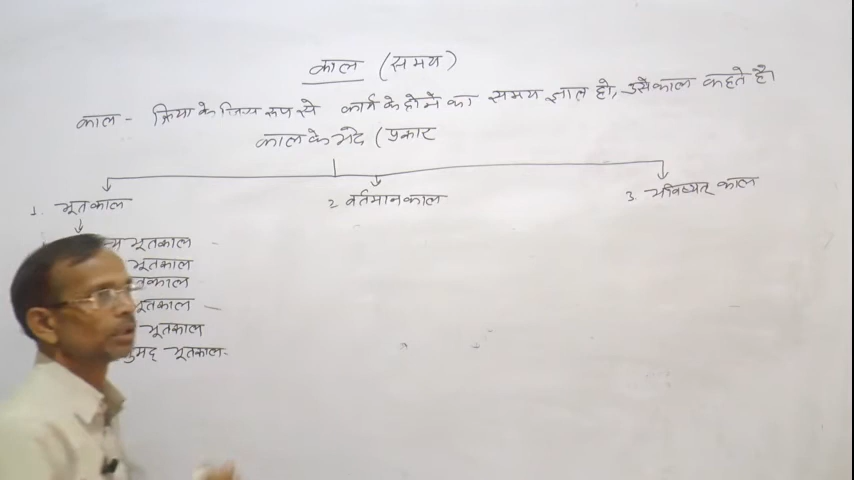 काल (समय)
काल - क्रिया के जिस रूप से कार्य के होने का समय ज्ञात हो, उसे काल कहते है।
काल के भेद (प्रकार
1. भूतकाल 2. वर्तमान काल 3. भविष्यत् काल
भूतकाल -
भूतकाल
तकाल
भूतकाल -
भूतकाल
तुमद् भूतकाल-